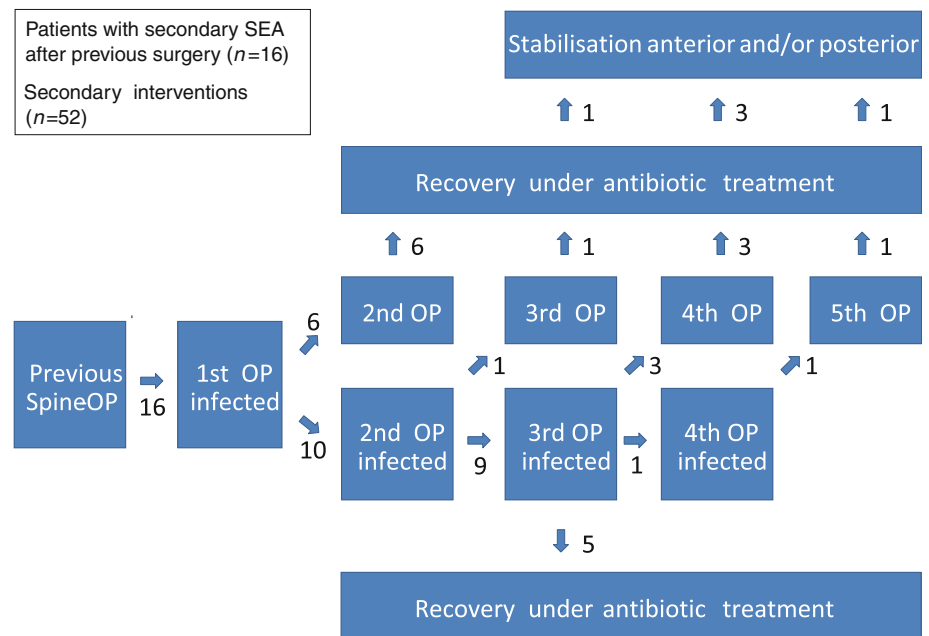 Patients with secondary SEA
after previous surgery (n=16)
Secondary interventions
(n=52)
Stabilisation anterior and/or posterior
1
3
1
Recovery under antibiotic treatment
6
1
3
1
2nd OP
3rd OP
4th OP
5th OP
6
1
3
1
Previous
SpineOP
16
1st OP
infected
10
2nd OP
infected
9
3rd OP
infected
1
4th OP
infected
5
Recovery under antibiotic treatment